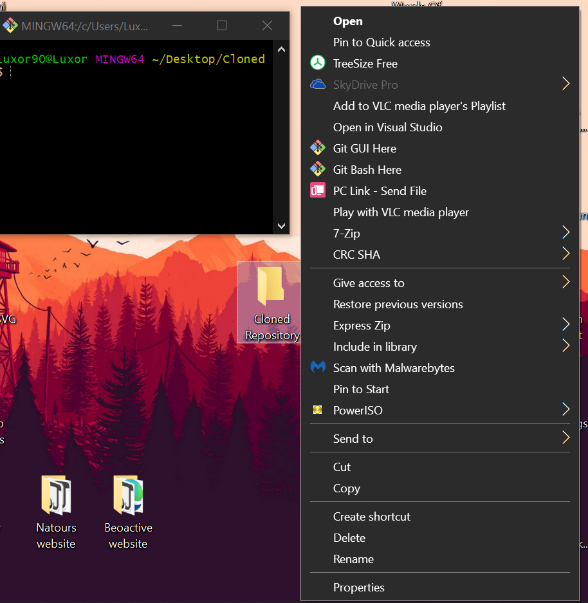 MINGW64:/c/Users/Lux...
Luxor90@Luxor MINGW64 ~/Desktop/Cloned
$
Open
Pin to Quick access
TreeSize Free
SkyDrive Pro
Add to VLC media player's Playlist
Open in Visual Studio
Git GUI Here
Git Bash Here
PC Link - Send File
Play with VLC media player
7-Zip
CRC SHA
Give access to
Restore previous versions
Express Zip
Include in library
Scan with Malwarebytes
Pin to Start
PowerISO
Send to
Cut
Copy
Create shortcut
Delete
Rename
Properties
Cloned
Repository
VG
Natours
website
Beoactive
website